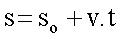 s = sₒ + v.t